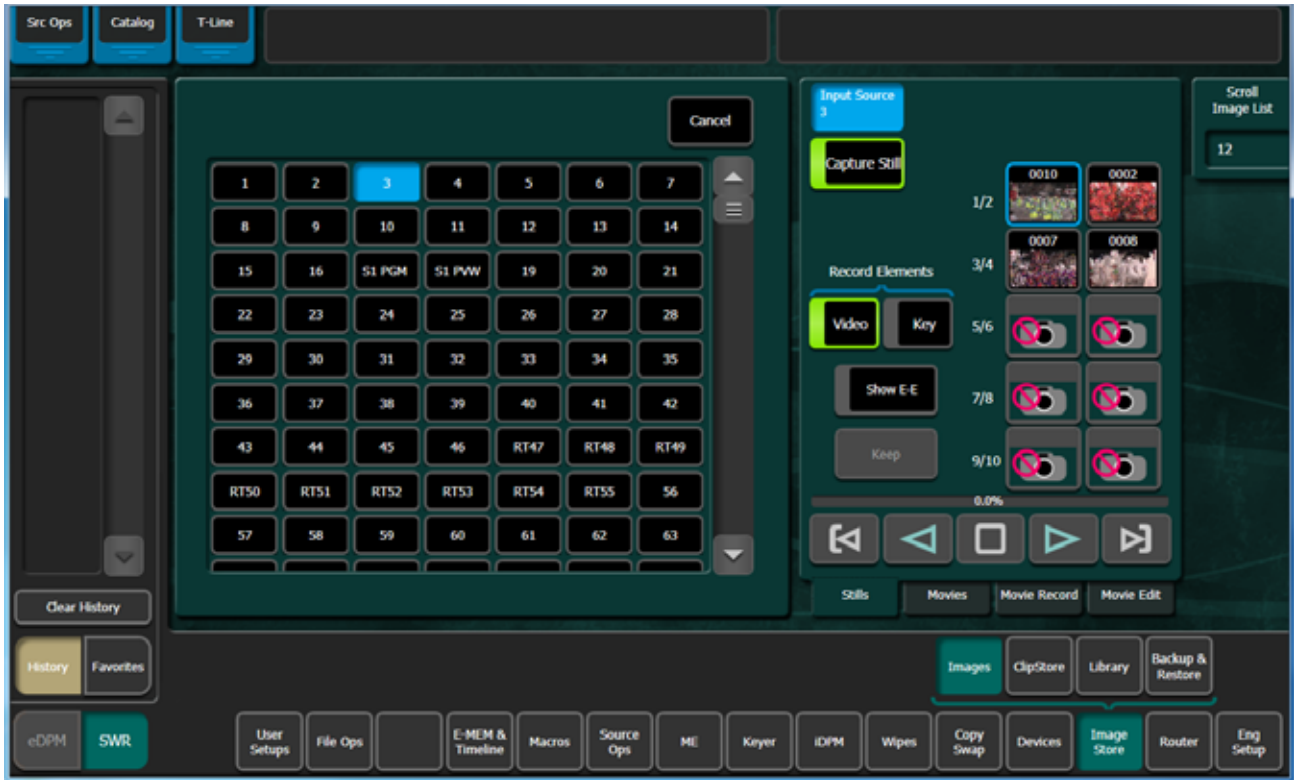 Src Ops Catalog T-Line
Scroll
Image List
12
Cancel
Input Source
3
Capture Still
1 2 3 4 5 6 7
8 9 10 11 12 13 14
15 16 S1 PGM S1 PVW 19 20 21
22 23 24 25 26 27 28
29 30 31 32 33 34 35
36 37 38 39 40 41 42
43 44 45 46 RT47 RT48 RT49
RT50 RT51 RT52 RT53 RT54 RT55 56
57 58 59 60 61 62 63
0010 0002
1/2
0007 0008
3/4
Record Elements
Video Key
5/6
Show E-E
7/8
Keep
9/10
0.0%
Stills Movies Movie Record Movie Edit
Clear History
History Favorites
Images ClipStore Library Backup &
Restore
eDPM SWR
User
Setups
File Ops
E-MEM &
Timeline
Macros
Source
Ops
ME
Keyer
iDPM
Wipes
Copy
Swap
Devices
Image
Store
Router
Eng
Setup